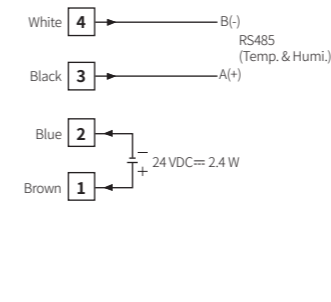 White 4 B(-)
RS485
(Temp. & Humi.)
Black 3 A(+)
Blue 2
−
24 VDC⎓ 2.4 W
+
Brown 1